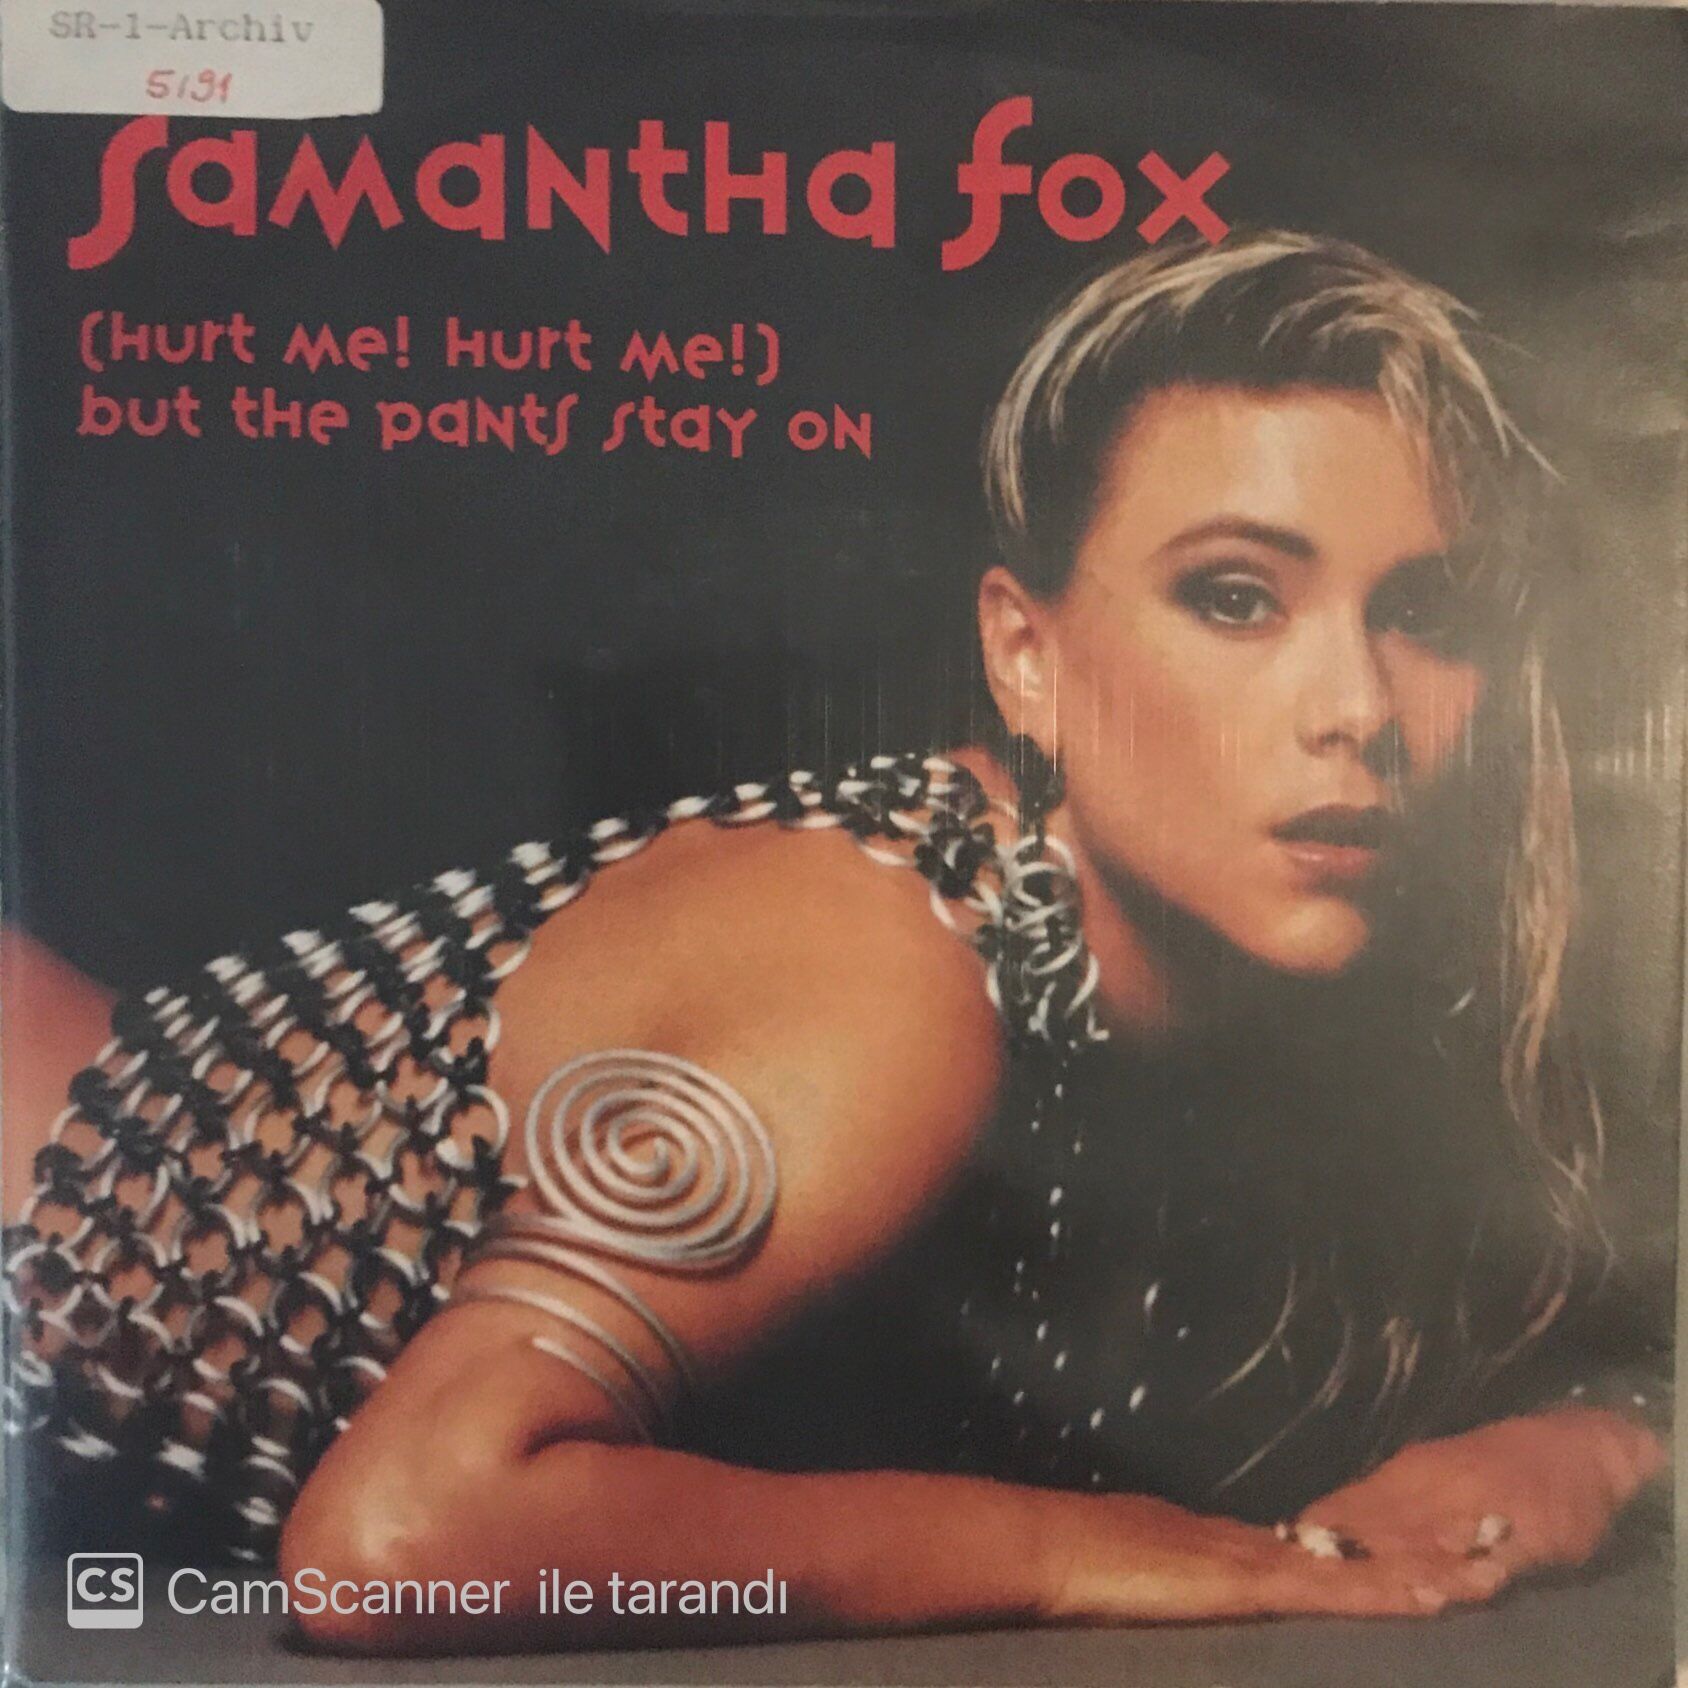 SR-1-Archiv
5191
Samantha Fox
(Hurt me! Hurt me!)
but the pants stay on
CS CamScanner ile tarandı